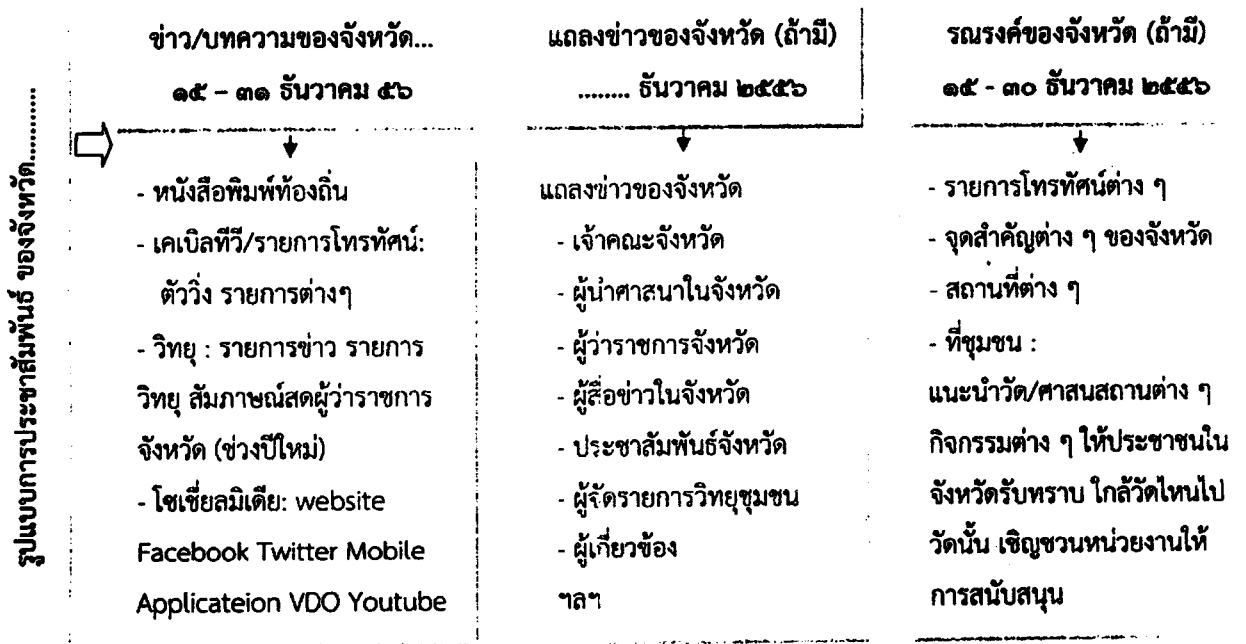 รูปแบบการประชาสัมพันธ์ ของจังหวัด..........
ข่าว/บทความของจังหวัด...
๑๕ – ๓๑ ธันวาคม ๕๖
- หนังสือพิมพ์ท้องถิ่น
- เคเบิลทีวี/รายการโทรทัศน์:
ตัววิ่ง รายการต่างๆ
- วิทยุ : รายการข่าว รายการ
วิทยุ สัมภาษณ์สดผู้ว่าราชการ
จังหวัด (ช่วงปีใหม่)
- โซเชี่ยลมิเดีย: website
Facebook Twitter Mobile
Applicateion VDO Youtube
แถลงข่าวของจังหวัด (ถ้ามี)
........ ธันวาคม ๒๕๕๖
แถลงข่าวของจังหวัด
- เจ้าคณะจังหวัด
- ผู้นำศาสนาในจังหวัด
- ผู้ว่าราชการจังหวัด
- ผู้สื่อข่าวในจังหวัด
- ประชาสัมพันธ์จังหวัด
- ผู้จัดรายการวิทยุชุมชน
- ผู้เกี่ยวข้อง
ฯลฯ
รณรงค์ของจังหวัด (ถ้ามี)
๑๕ - ๓๐ ธันวาคม ๒๕๕๖
- รายการโทรทัศน์ต่าง ๆ
- จุดสำคัญต่าง ๆ ของจังหวัด
- สถานที่ต่าง ๆ
- ที่ชุมชน :
แนะนำวัด/ศาสนสถานต่าง ๆ
กิจกรรมต่าง ๆ ให้ประชาชนใน
จังหวัดรับทราบ ใกล้วัดไหนไป
วัดนั้น เชิญชวนหน่วยงานให้
การสนับสนุน